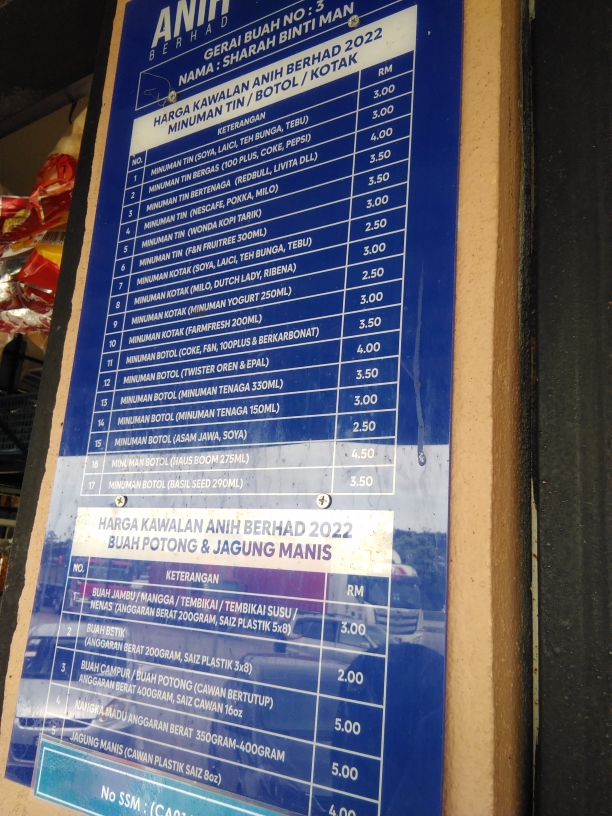 ANIH
BERHAD
GERAI BUAH NO : 3
NAMA : SHARAH BINTI MAN
HARGA KAWALAN ANIH BERHAD 2022
MINUMAN TIN / BOTOL / KOTAK
NO. KETERANGAN RM
1 MINUMAN TIN (SOYA, LAICI, TEH BUNGA, TEBU) 3.00
2 MINUMAN TIN BERGAS (100 PLUS, COKE, PEPSI) 3.00
3 MINUMAN TIN BERTENAGA (REDBULL, LIVITA DLL) 4.00
4 MINUMAN TIN (NESCAFE, POKKA, MILO) 3.50
5 MINUMAN TIN (WONDA KOPI TARIK) 3.50
6 MINUMAN TIN (F&N FRUITREE 300ML) 3.00
7 MINUMAN KOTAK (SOYA, LAICI, TEH BUNGA, TEBU) 2.50
8 MINUMAN KOTAK (MILO, DUTCH LADY, RIBENA) 3.00
9 MINUMAN KOTAK (MINUMAN YOGURT 250ML) 2.50
10 MINUMAN KOTAK (FARMFRESH 200ML) 3.00
11 MINUMAN BOTOL (COKE, F&N, 100PLUS & BERKARBONAT) 3.50
12 MINUMAN BOTOL (TWISTER OREN & EPAL) 4.00
13 MINUMAN BOTOL (MINUMAN TENAGA 330ML) 3.50
14 MINUMAN BOTOL (MINUMAN TENAGA 150ML) 3.00
15 MINUMAN BOTOL (ASAM JAWA, SOYA) 2.50
16 MINUMAN BOTOL (HAUS BOOM 275ML) 4.50
17 MINUMAN BOTOL (BASIL SEED 290ML) 3.50
HARGA KAWALAN ANIH BERHAD 2022
BUAH POTONG & JAGUNG MANIS
NO. KETERANGAN RM
1 BUAH JAMBU / MANGGA / TEMBIKAI / TEMBIKAI SUSU /
NENAS (ANGGARAN BERAT 200GRAM, SAIZ PLASTIK 5x8) 3.00
2 BUAH BETIK
(ANGGARAN BERAT 200GRAM, SAIZ PLASTIK 3x8) 2.00
3 BUAH CAMPUR / BUAH POTONG (CAWAN BERTUTUP)
ANGGARAN BERAT 400GRAM, SAIZ CAWAN 16oz 5.00
4 NANGKA MADU ANGGARAN BERAT 350GRAM-400GRAM 5.00
5 JAGUNG MANIS (CAWAN PLASTIK SAIZ 8oz) 4.00
No SSM :